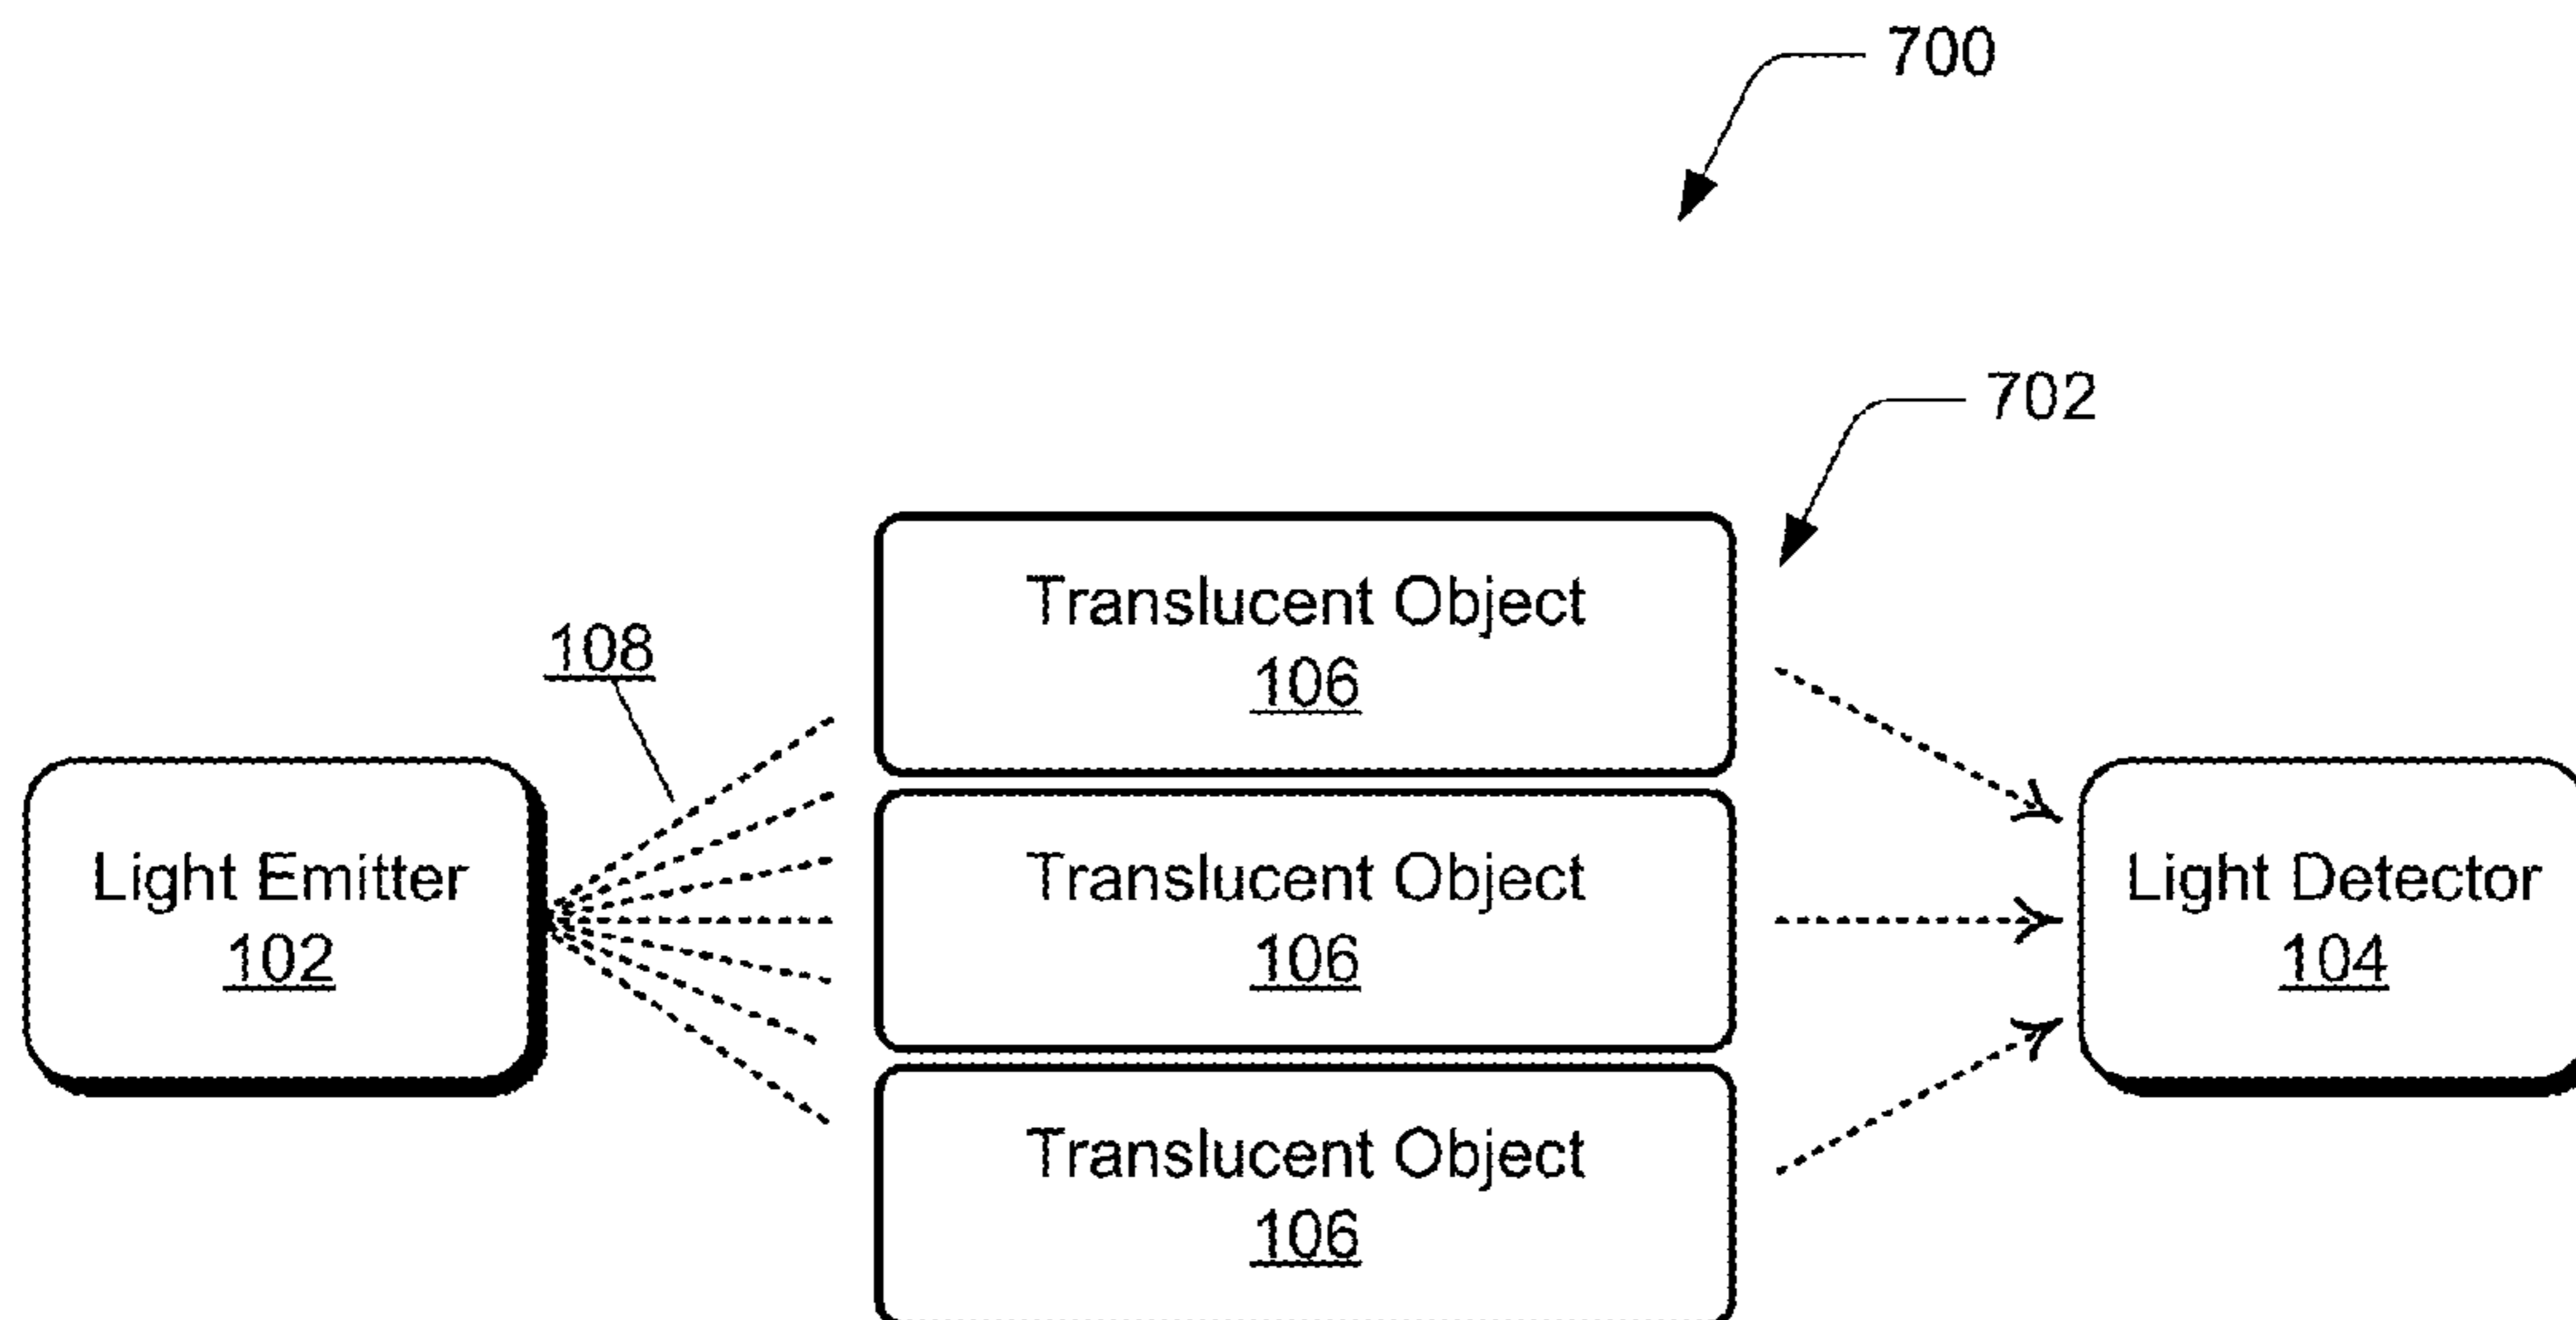 700
702
Translucent Object
106
108
Light Emitter
102
Translucent Object
106
Light Detector
104
Translucent Object
106